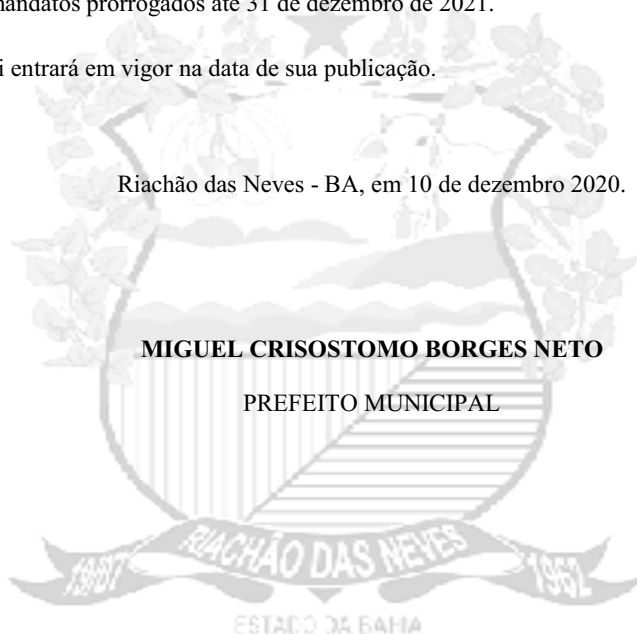 mandatos prorrogados até 31 de dezembro de 2021.
i entrará em vigor na data de sua publicação.
Riachão das Neves - BA, em 10 de dezembro 2020.
MIGUEL CRISOSTOMO BORGES NETO
PREFEITO MUNICIPAL
RIACHÃO DAS NEVES
1962
ESTADO DA BAHIA